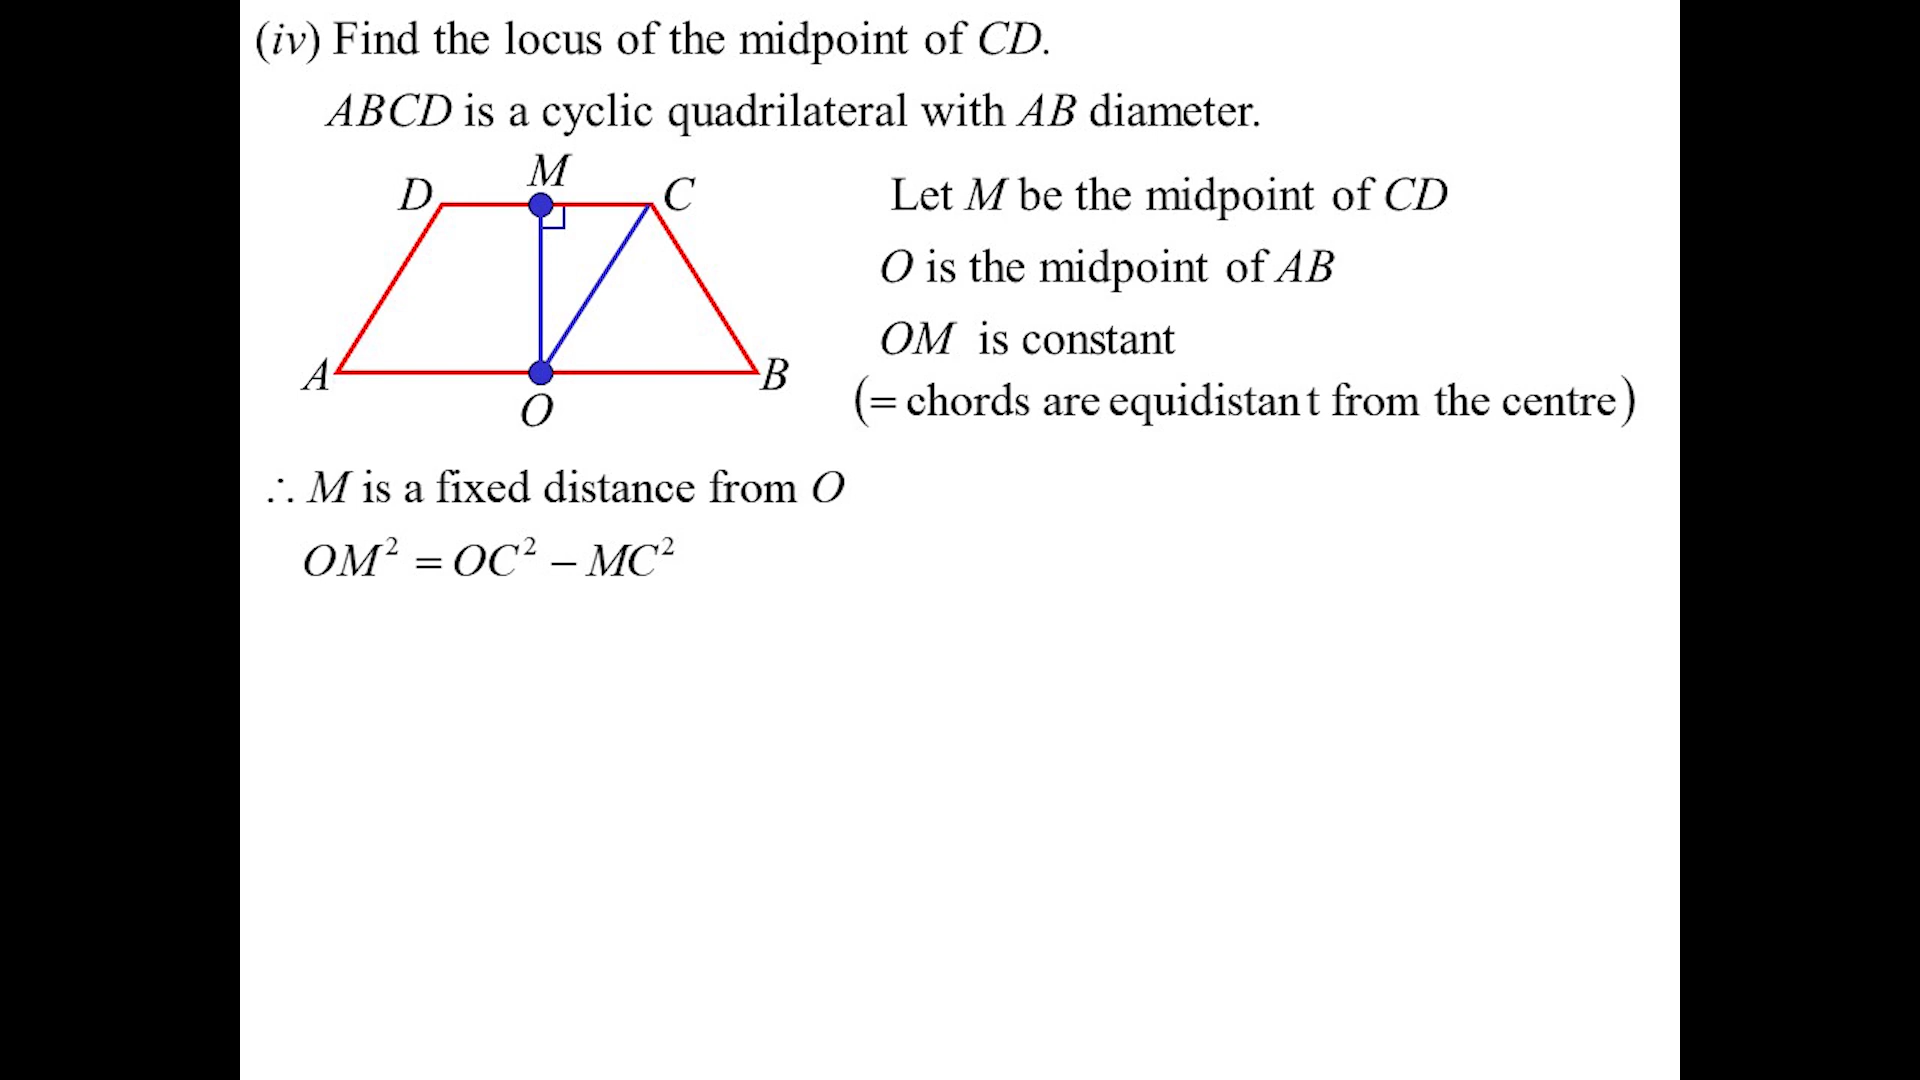 (iv) Find the locus of the midpoint of CD.
ABCD is a cyclic quadrilateral with AB diameter.
M
D
C
A
B
O
Let M be the midpoint of CD
O is the midpoint of AB
OM is constant
(= chords are equidistant from the centre)
∴ M is a fixed distance from O
OM² = OC² − MC²